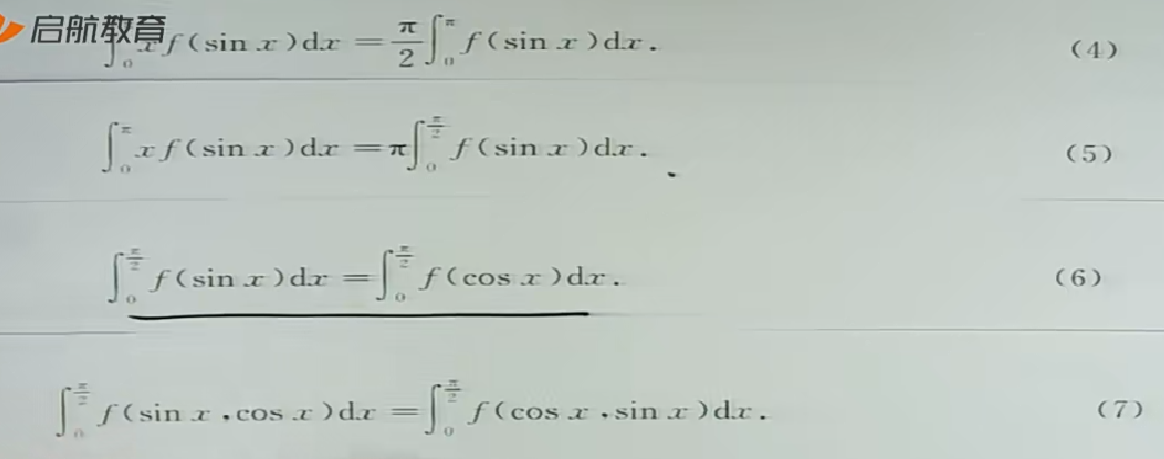 启航教育
∫₀^π x f(sin x)dx = π/2 ∫₀^π f(sin x)dx. (4)
∫₀^π x f(sin x)dx = π∫₀^{π/2} f(sin x)dx. (5)
∫₀^{π/2} f(sin x)dx = ∫₀^{π/2} f(cos x)dx. (6)
∫₀^{π/2} f(sin x, cos x)dx = ∫₀^{π/2} f(cos x, sin x)dx. (7)